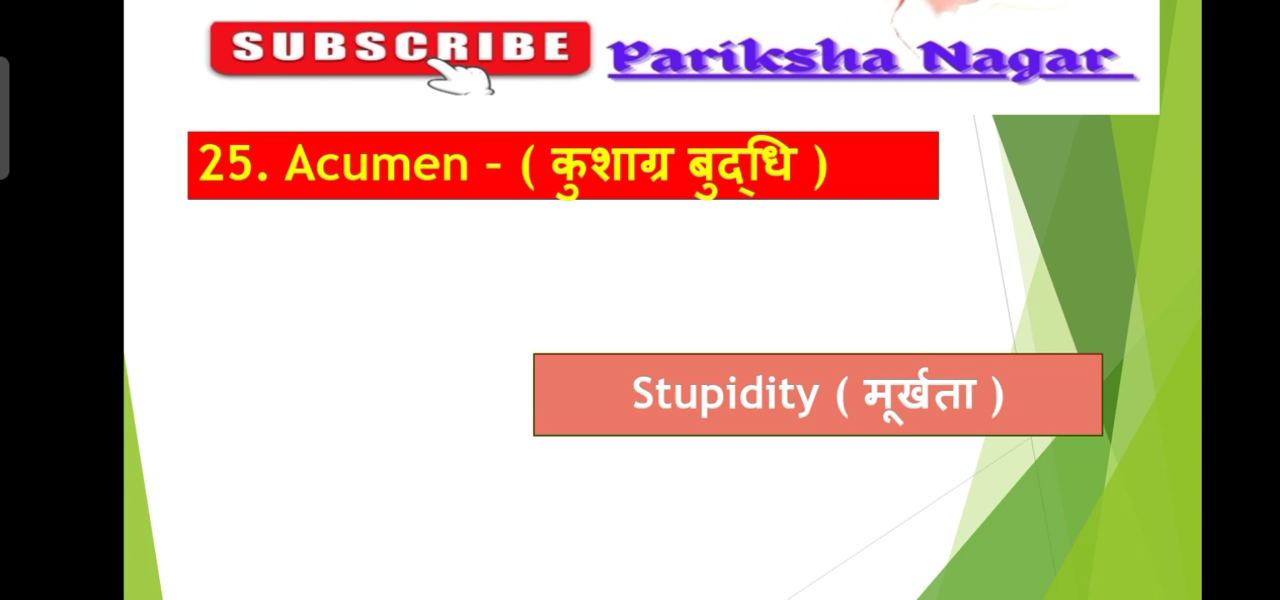 SUBSCRIBE Pariksha Nagar
25. Acumen - ( कुशाग्र बुद्धि )
Stupidity ( मूर्खता )